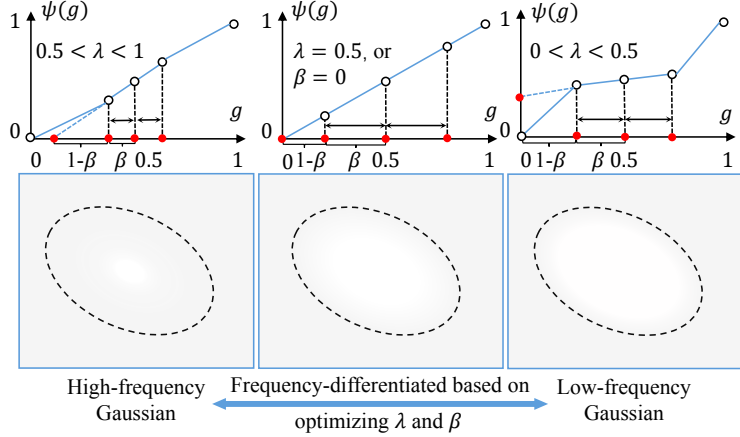 1
ψ(g)
0.5 < λ < 1
g
0
0
1-β
β
0.5
1
1
ψ(g)
λ = 0.5, or
β = 0
g
0
0
1-β
β
0.5
1
1
ψ(g)
0 < λ < 0.5
g
0
0
1-β
β
0.5
1
High-frequency
Gaussian
Frequency-differentiated based on
optimizing λ and β
Low-frequency
Gaussian